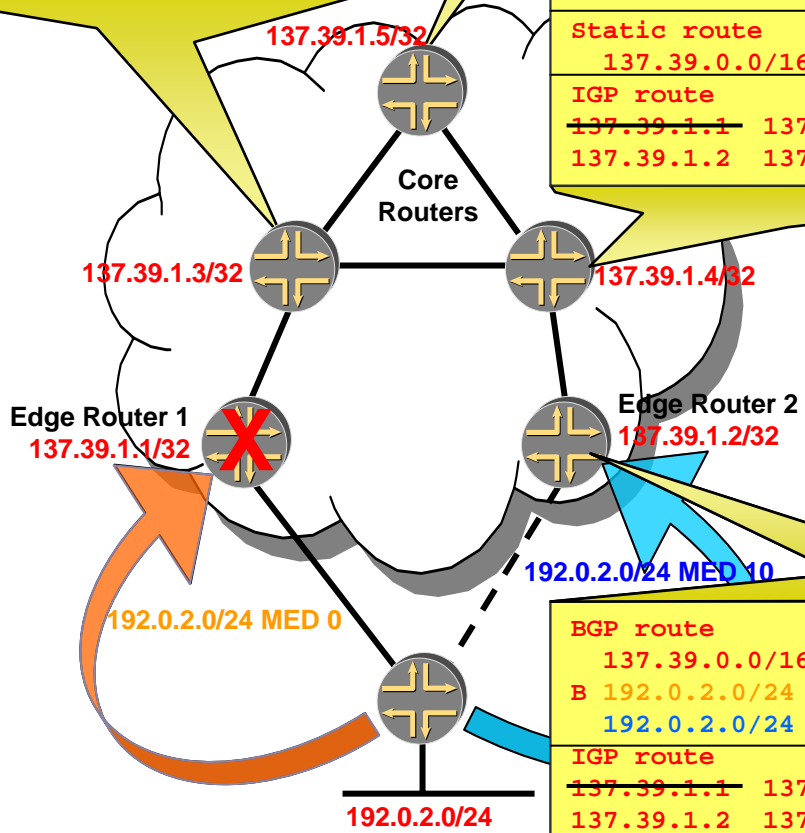 137.39.1.5/32
Static route
137.39.0.0/16
IGP route
137.39.1.1 137
137.39.1.2 137
Core
Routers
137.39.1.3/32
137.39.1.4/32
Edge Router 1
137.39.1.1/32
Edge Router 2
137.39.1.2/32
192.0.2.0/24 MED 10
192.0.2.0/24 MED 0
BGP route
137.39.0.0/16
B 192.0.2.0/24
192.0.2.0/24
IGP route
137.39.1.1 137
137.39.1.2 137
192.0.2.0/24